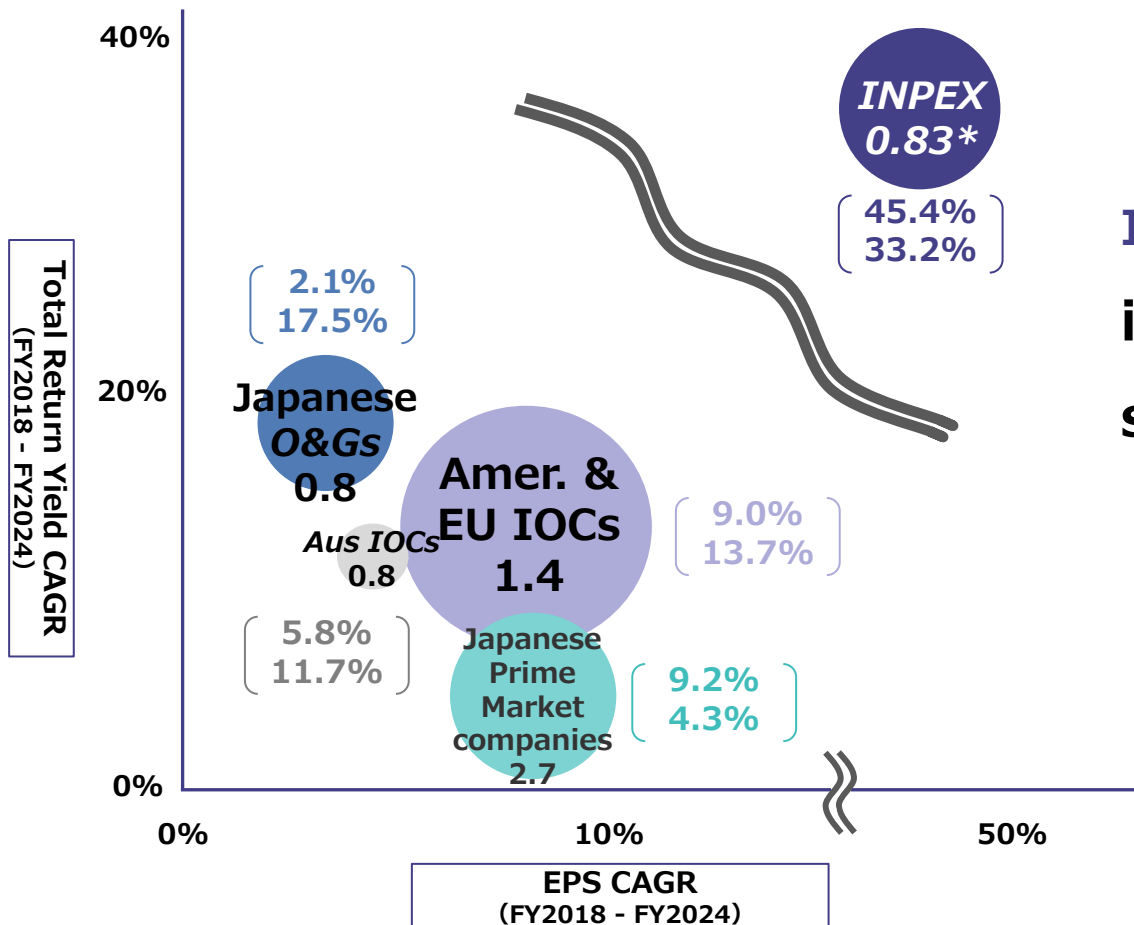 40%
INPEX
0.83*
45.4%
33.2%
2.1%
17.5%
Total Return Yield CAGR
(FY2018 - FY2024)
20%
Japanese
O&Gs
0.8
Amer. &
EU IOCs
1.4
Aus IOCs
0.8
9.0%
13.7%
5.8%
11.7%
Japanese
Prime
Market
companies
2.7
9.2%
4.3%
0%
0%
10%
50%
EPS CAGR
(FY2018 - FY2024)